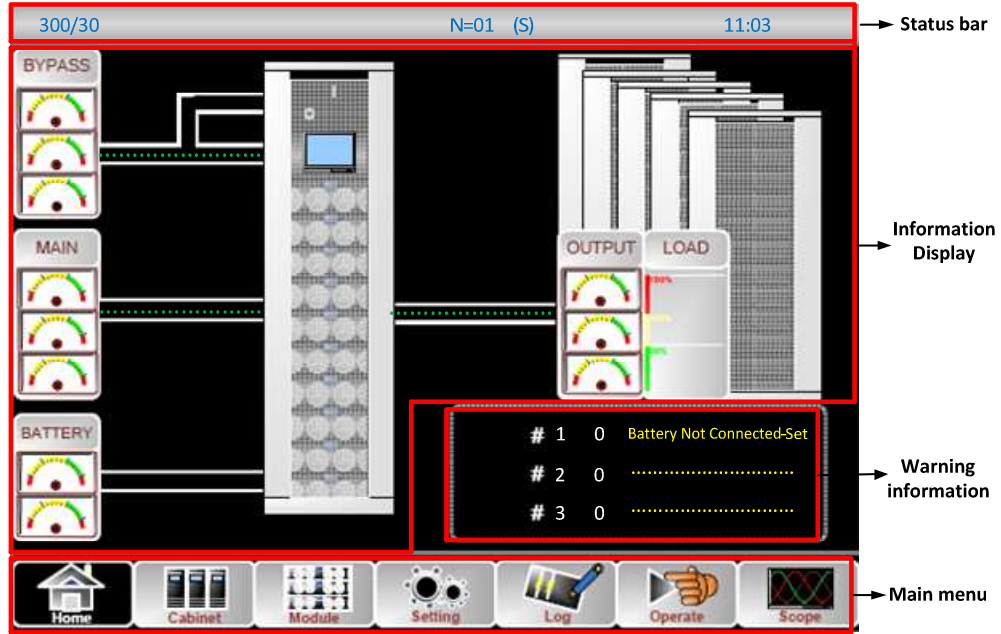 300/30 N=01 (S) 11:03
Status bar
BYPASS
Information
Display
MAIN
OUTPUT LOAD
100%
BATTERY
# 1 0 Battery Not Connected-Set
# 2 0
# 3 0
Warning
information
Home Cabinet Module Setting Log Operate Scope
Main menu